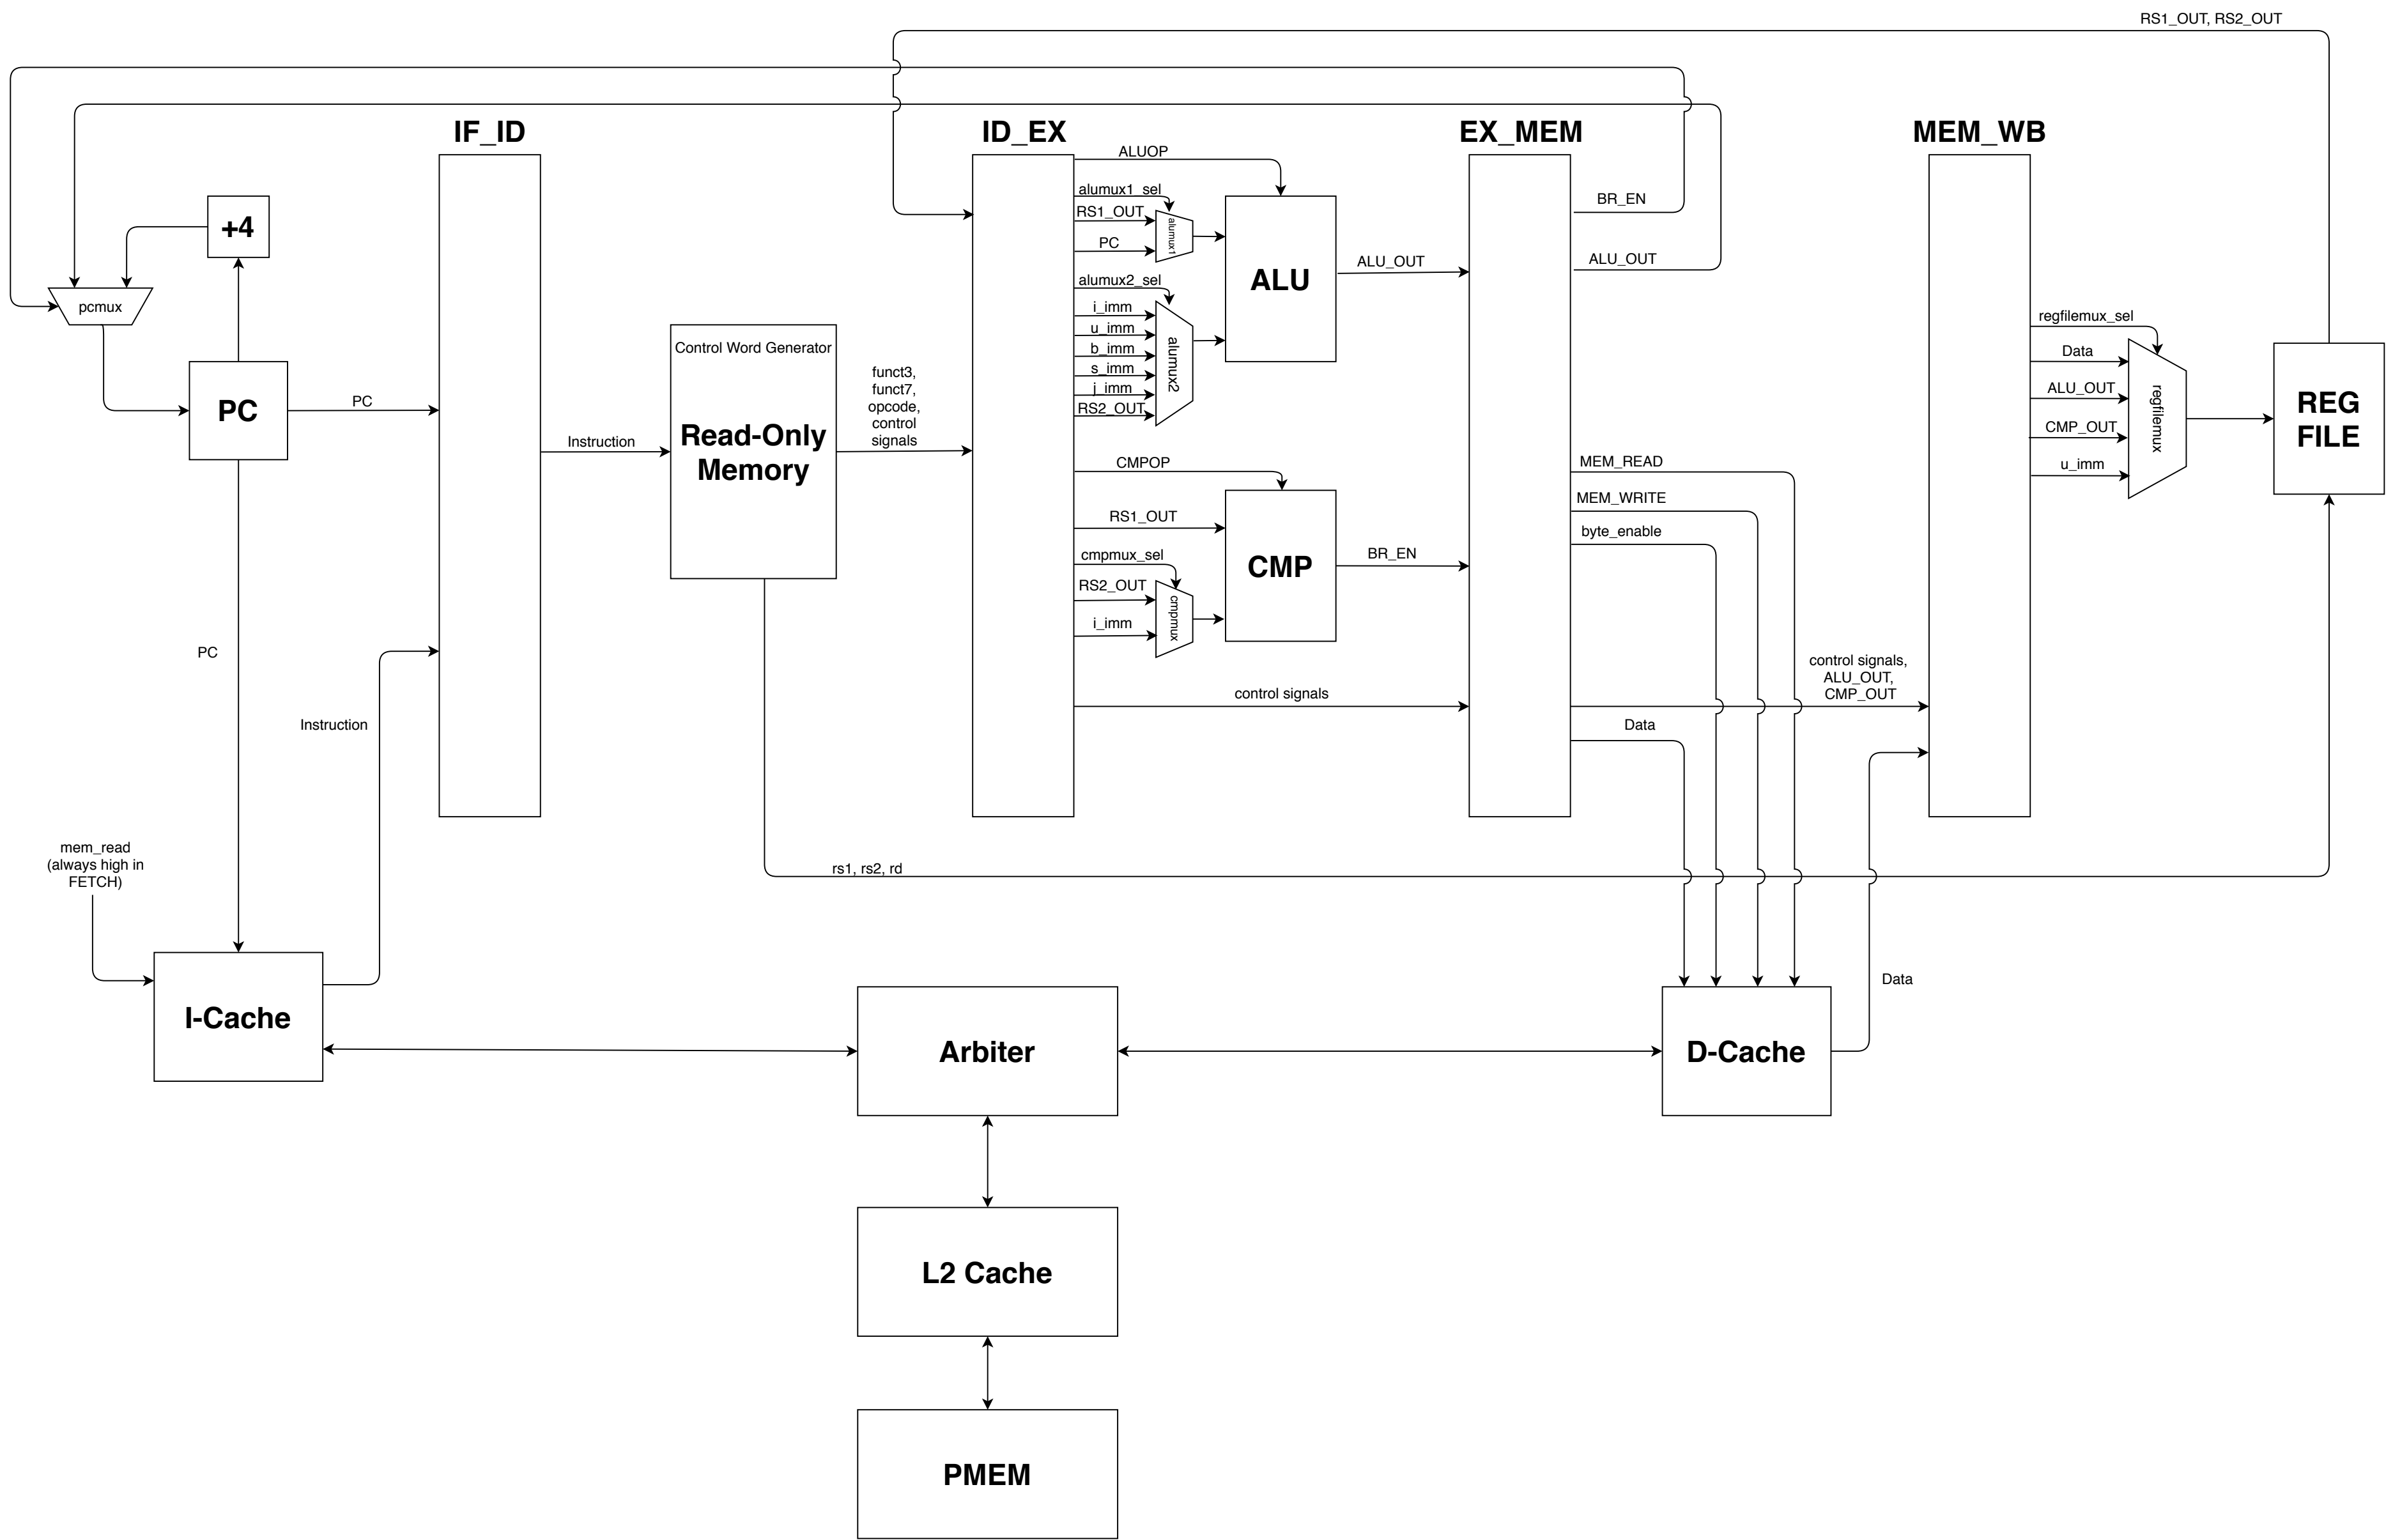 RS1_OUT, RS2_OUT
IF_ID
ID_EX
EX_MEM
MEM_WB
+4
pcmux
PC
PC
PC
Instruction
mem_read
(always high in
FETCH)
I-Cache
Instruction
Control Word Generator
Read-Only
Memory
funct3,
funct7,
opcode,
control
signals
rs1, rs2, rd
ALUOP
alumux1_sel
RS1_OUT
PC
alumux1
alumux2_sel
i_imm
u_imm
b_imm
s_imm
j_imm
RS2_OUT
alumux2
ALU
ALU_OUT
CMPOP
RS1_OUT
cmpmux_sel
RS2_OUT
i_imm
cmpmux
CMP
BR_EN
control signals
BR_EN
ALU_OUT
MEM_READ
MEM_WRITE
byte_enable
control signals,
ALU_OUT,
CMP_OUT
Data
Data
regfilemux_sel
Data
ALU_OUT
CMP_OUT
u_imm
regfilemux
REG
FILE
Arbiter
D-Cache
L2 Cache
PMEM